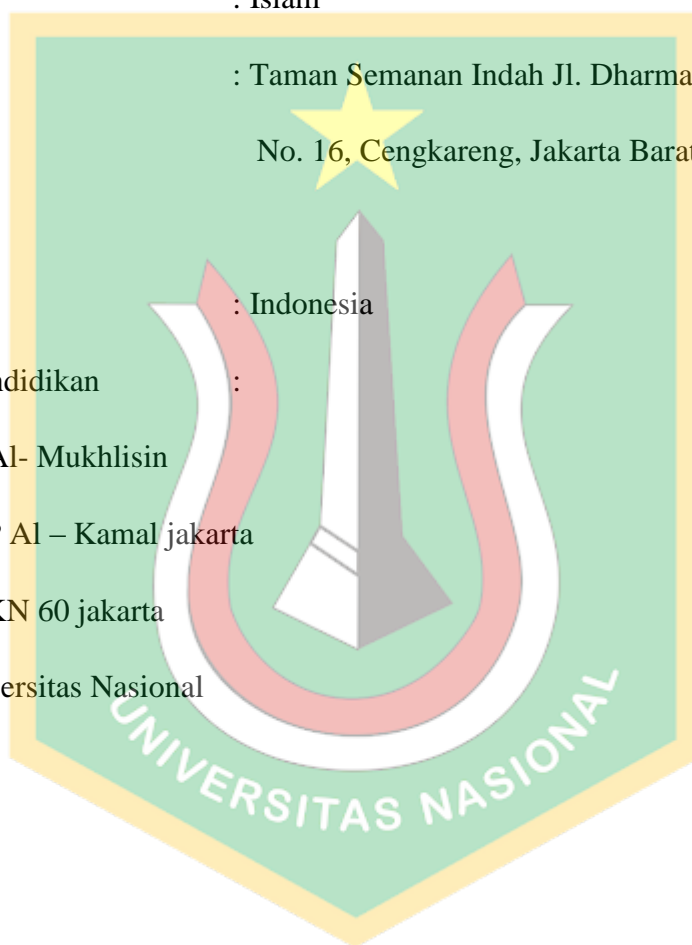 : Islam
: Taman Semanan Indah Jl. Dharma
No. 16, Cengkareng, Jakarta Barat
: Indonesia
ndidikan :
Al- Mukhlisin
Al – Kamal jakarta
KN 60 jakarta
ersitas Nasional
UNIVERSITAS NASIONAL